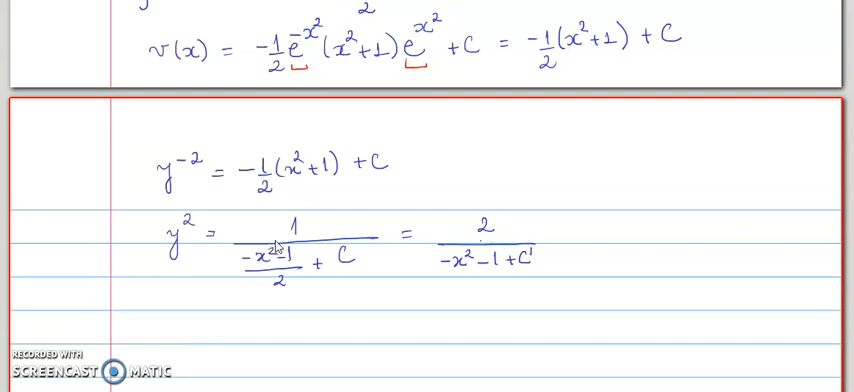 2
v(x) = -1/2 e^{-x^2} (x^2+1) e^{x^2} + C = -1/2 (x^2+1) + C
y^{-2} = -1/2 (x^2+1) + C
y^2 = 1/((-x^2-1)/2 + C) = 2/(-x^2-1+C')
RECORDED WITH
SCREENCAST MATIC